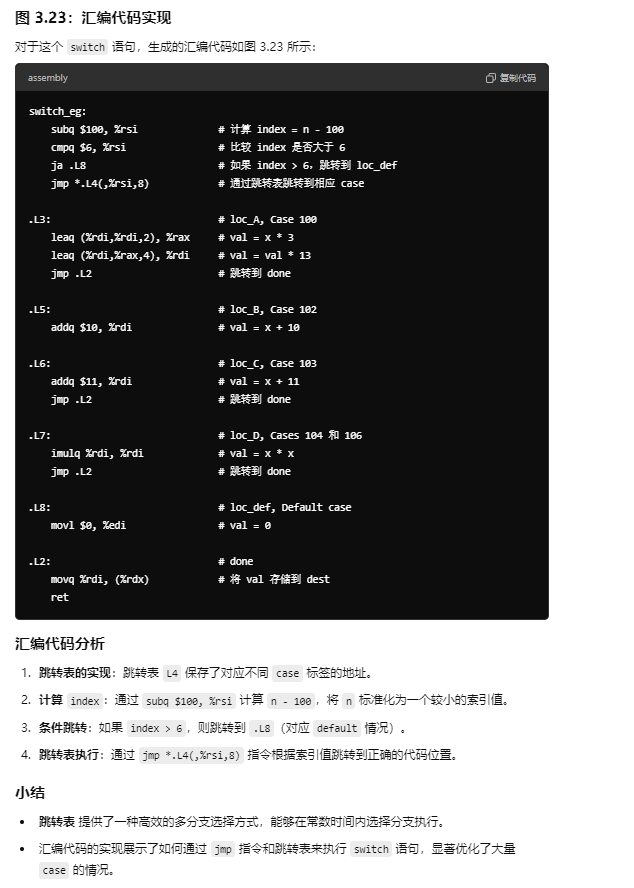 图 3.23：汇编代码实现
对于这个 switch 语句，生成的汇编代码如图 3.23 所示：
assembly 复制代码
switch_eg:
subq $100, %rsi # 计算 index = n - 100
cmpq $6, %rsi # 比较 index 是否大于 6
ja .L8 # 如果 index > 6，跳转到 loc_def
jmp *.L4(,%rsi,8) # 通过跳转表跳转到相应 case
.L3: # loc_A, Case 100
leaq (%rdi,%rdi,2), %rax # val = x * 3
leaq (%rdi,%rax,4), %rdi # val = val * 13
jmp .L2 # 跳转到 done
.L5: # loc_B, Case 102
addq $10, %rdi # val = x + 10
.L6: # loc_C, Case 103
addq $11, %rdi # val = x + 11
jmp .L2 # 跳转到 done
.L7: # loc_D, Cases 104 和 106
imulq %rdi, %rdi # val = x * x
jmp .L2 # 跳转到 done
.L8: # loc_def, Default case
movl $0, %edi # val = 0
.L2: # done
movq %rdi, (%rdx) # 将 val 存储到 dest
ret
汇编代码分析
1. 跳转表的实现：跳转表 L4 保存了对应不同 case 标签的地址。
2. 计算 index：通过 subq $100, %rsi 计算 n - 100，将 n 标准化为一个较小的索引值。
3. 条件跳转：如果 index > 6，则跳转到 .L8（对应 default 情况）。
4. 跳转表执行：通过 jmp *.L4(,%rsi,8) 指令根据索引值跳转到正确的代码位置。
小结
• 跳转表 提供了一种高效的多分支选择方式，能够在常数时间内选择分支执行。
• 汇编代码的实现展示了如何通过 jmp 指令和跳转表来执行 switch 语句，显著优化了大量
case 的情况。